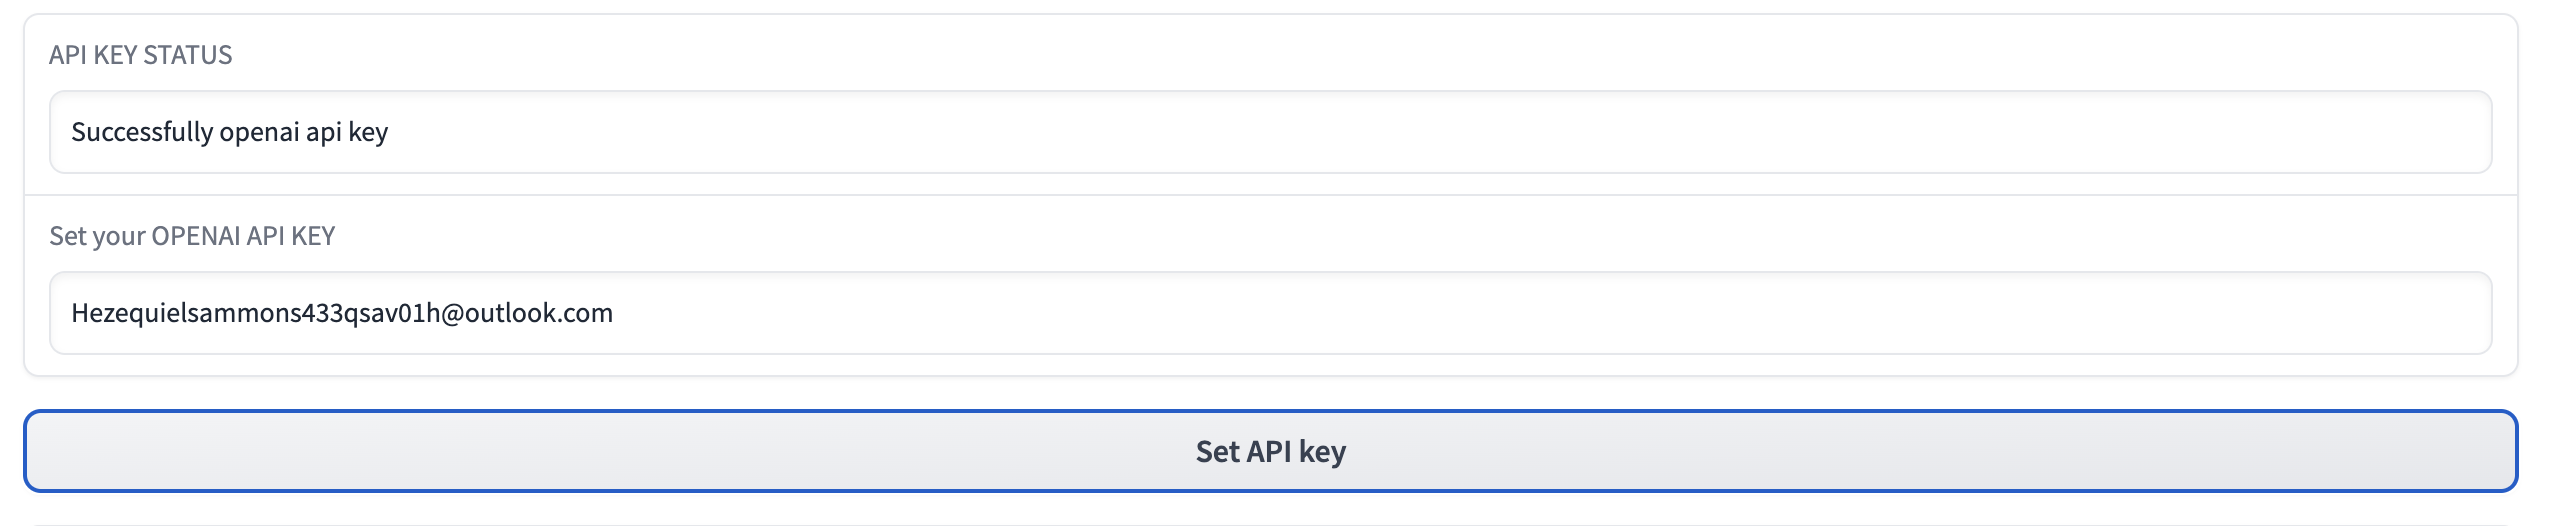 API KEY STATUS
Successfully openai api key
Set your OPENAI API KEY
Hezequielsammons433qsav01h@outlook.com
Set API key